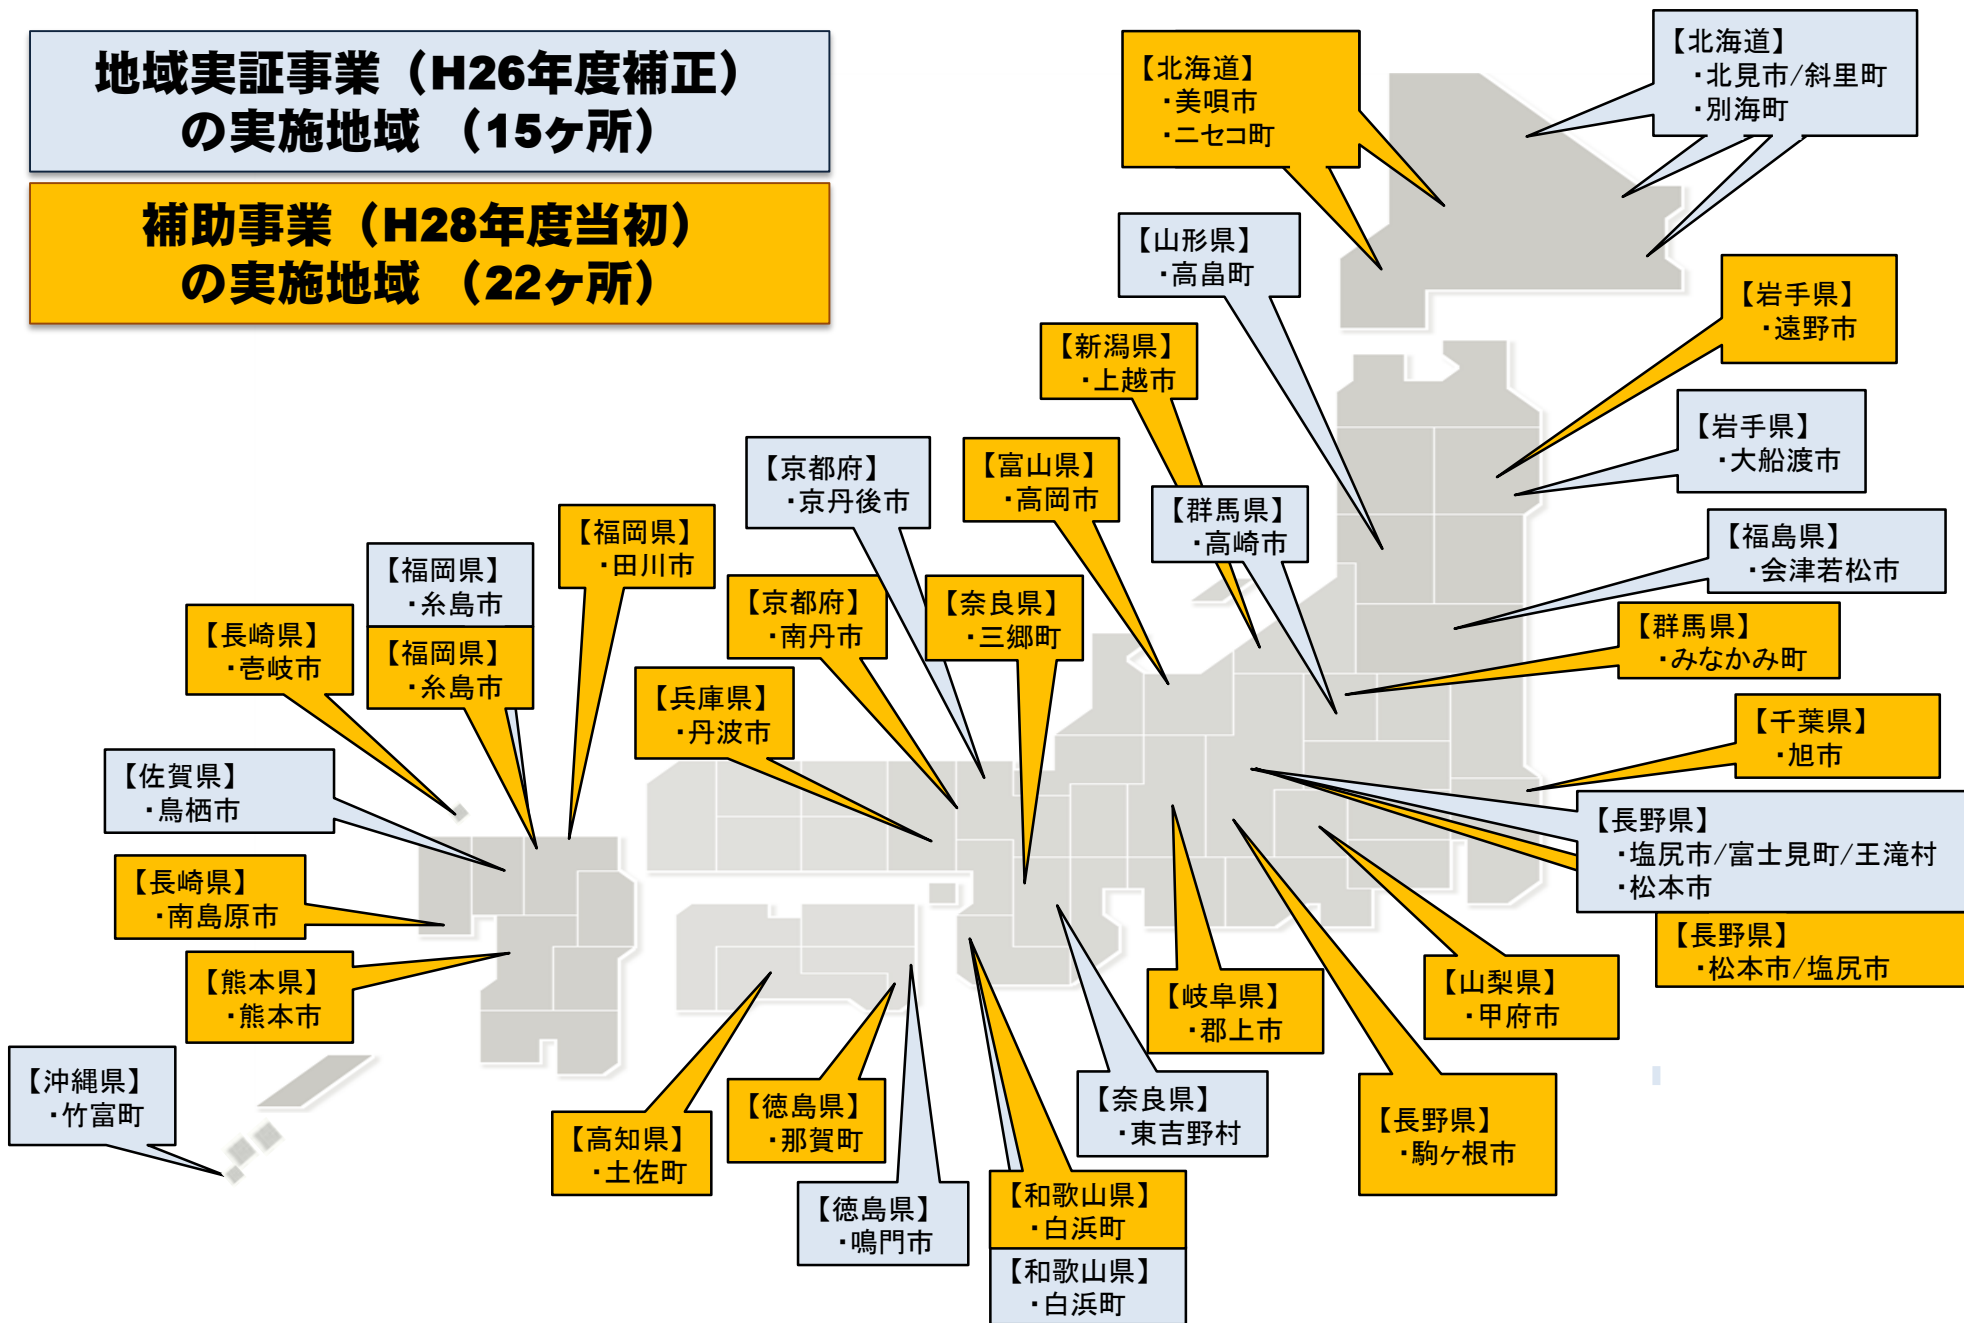 地域実証事業（H26年度補正）
の実施地域 （15ヶ所）
補助事業（H28年度当初）
の実施地域 （22ヶ所）
【北海道】
・美唄市
・ニセコ町
【北海道】
・北見市/斜里町
・別海町
【山形県】
・高畠町
【岩手県】
・遠野市
【新潟県】
・上越市
【岩手県】
・大船渡市
【京都府】
・京丹後市
【富山県】
・高岡市
【群馬県】
・高崎市
【福島県】
・会津若松市
【福岡県】
・田川市
【福岡県】
・糸島市
【福岡県】
・糸島市
【長崎県】
・壱岐市
【京都府】
・南丹市
【奈良県】
・三郷町
【群馬県】
・みなかみ町
【兵庫県】
・丹波市
【千葉県】
・旭市
【佐賀県】
・鳥栖市
【長野県】
・塩尻市/富士見町/王滝村
・松本市
【長野県】
・松本市/塩尻市
【長崎県】
・南島原市
【熊本県】
・熊本市
【岐阜県】
・郡上市
【山梨県】
・甲府市
【沖縄県】
・竹富町
【高知県】
・土佐町
【徳島県】
・那賀町
【奈良県】
・東吉野村
【長野県】
・駒ヶ根市
【徳島県】
・鳴門市
【和歌山県】
・白浜町
【和歌山県】
・白浜町